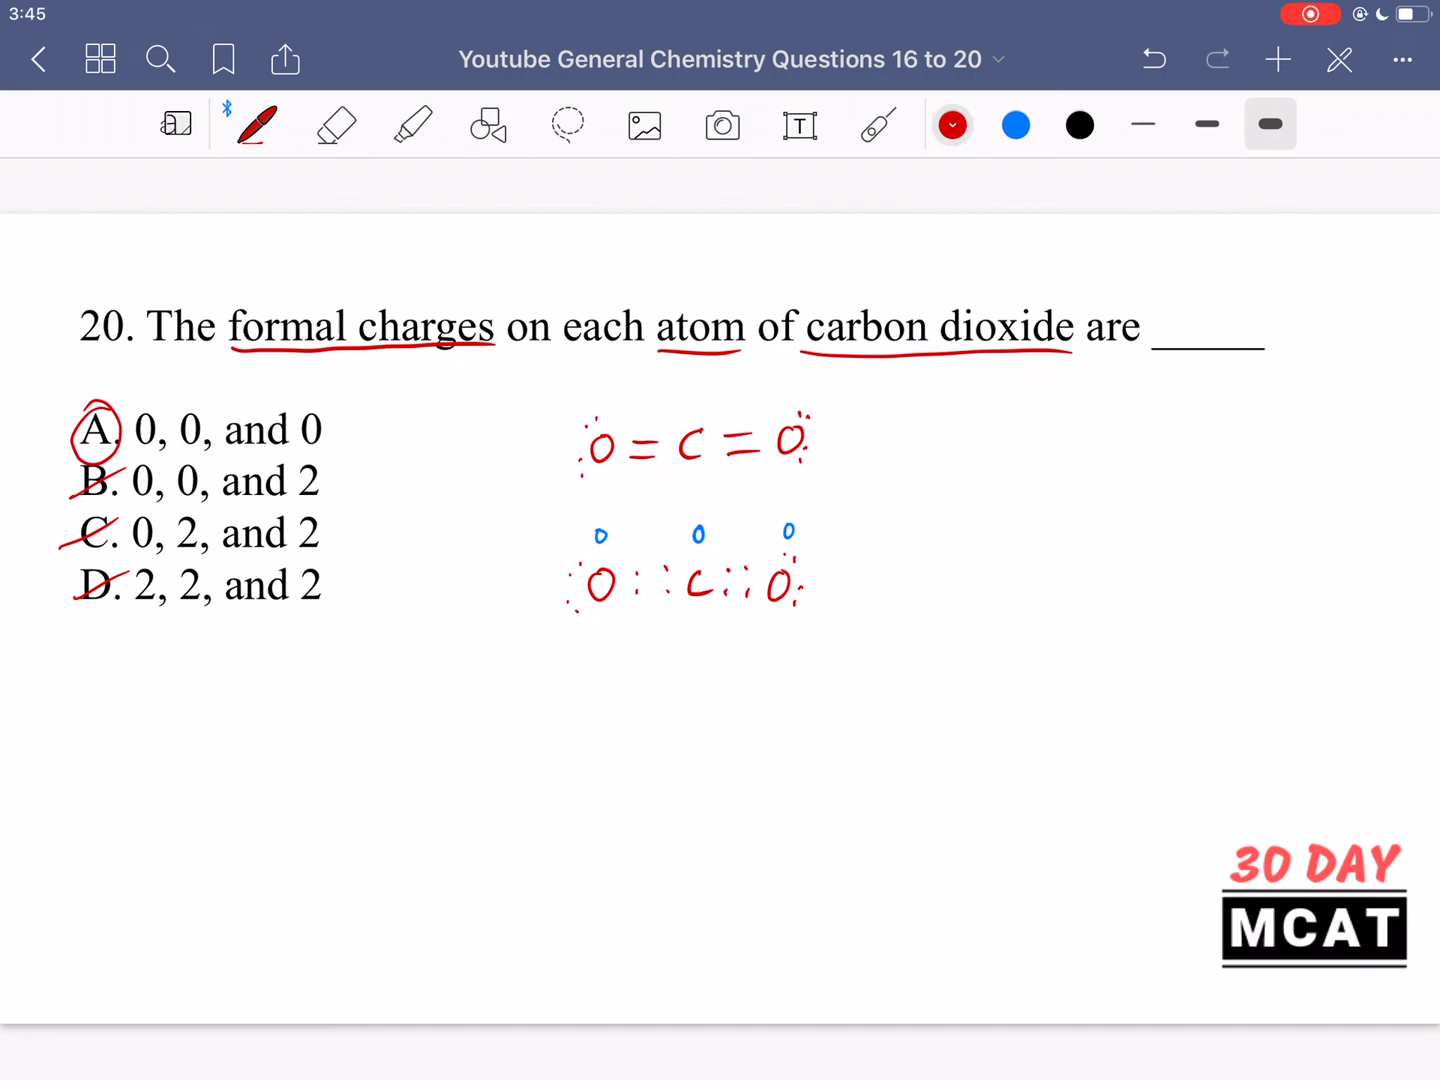 3:45
Youtube General Chemistry Questions 16 to 20
T
20. The formal charges on each atom of carbon dioxide are ______
A. 0, 0, and 0
B. 0, 0, and 2
C. 0, 2, and 2
D. 2, 2, and 2
O = C = O
0 0 0
O :: C :: O
30 DAY
MCAT